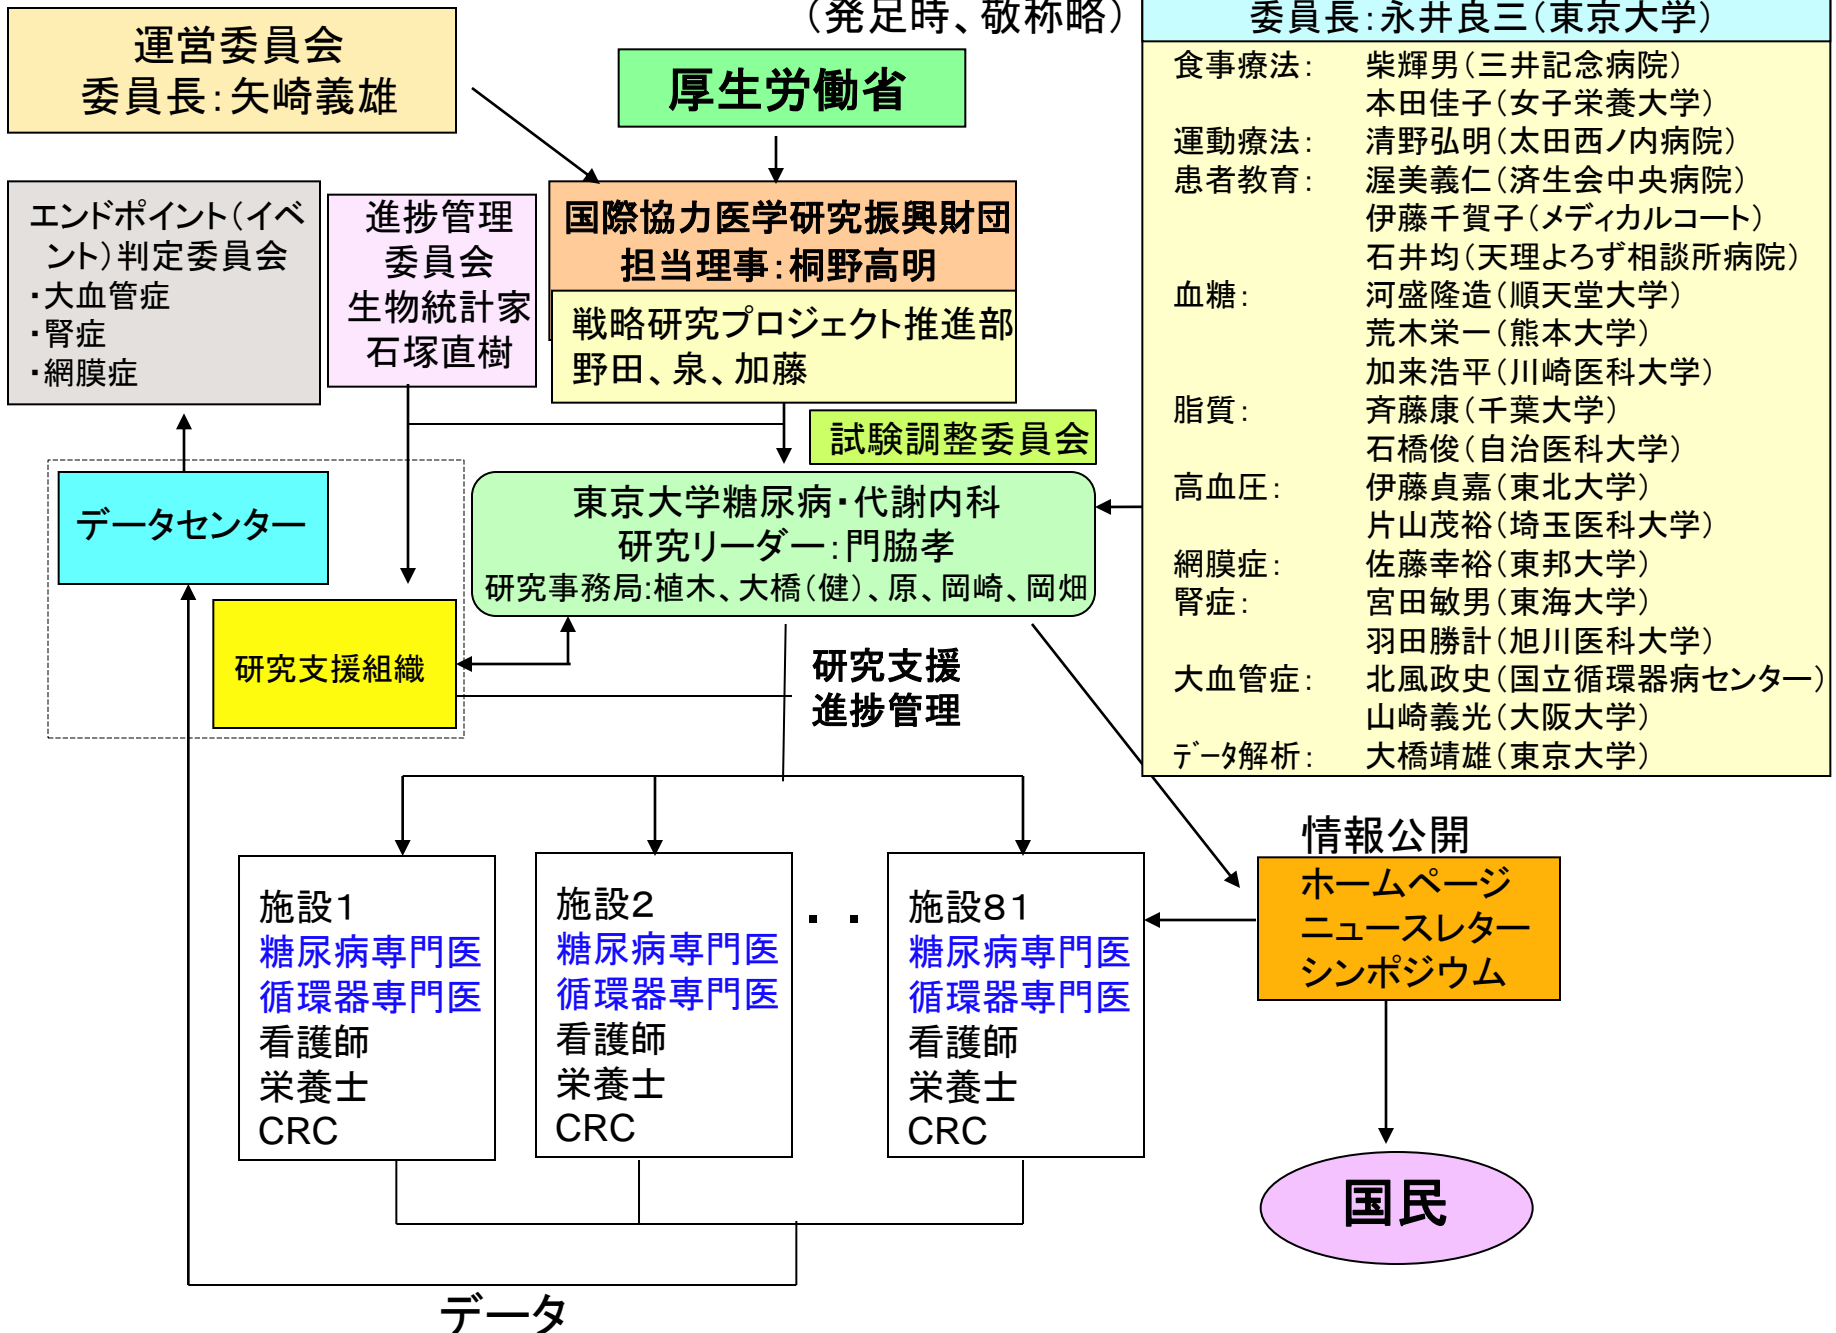 (発足時、敬称略)
運営委員会
委員長：矢崎義雄
厚生労働省
委員長：永井良三(東京大学)
食事療法： 柴輝男(三井記念病院)
本田佳子(女子栄養大学)
運動療法： 清野弘明(太田西ノ内病院)
患者教育： 渥美義仁(済生会中央病院)
伊藤千賀子(メディカルコート)
石井均(天理よろず相談所病院)
血糖： 河盛隆造(順天堂大学)
荒木栄一(熊本大学)
加来浩平(川崎医科大学)
脂質： 斉藤康(千葉大学)
石橋俊(自治医科大学)
高血圧： 伊藤貞嘉(東北大学)
片山茂裕(埼玉医科大学)
網膜症： 佐藤幸裕(東邦大学)
腎症： 宮田敏男(東海大学)
羽田勝計(旭川医科大学)
大血管症： 北風政史(国立循環器病センター)
山崎義光(大阪大学)
ﾃﾞｰﾀ解析： 大橋靖雄(東京大学)
エンドポイント(イベ
ント)判定委員会
・大血管症
・腎症
・網膜症
進捗管理
委員会
生物統計家
石塚直樹
国際協力医学研究振興財団
担当理事：桐野高明
戦略研究プロジェクト推進部
野田、泉、加藤
試験調整委員会
データセンター
東京大学糖尿病・代謝内科
研究リーダー：門脇孝
研究事務局:植木、大橋(健)、原、岡崎、岡畑
研究支援組織
研究支援
進捗管理
施設１
糖尿病専門医
循環器専門医
看護師
栄養士
CRC
施設２
糖尿病専門医
循環器専門医
看護師
栄養士
CRC
・・
施設８１
糖尿病専門医
循環器専門医
看護師
栄養士
CRC
情報公開
ホームページ
ニュースレター
シンポジウム
国民
データ